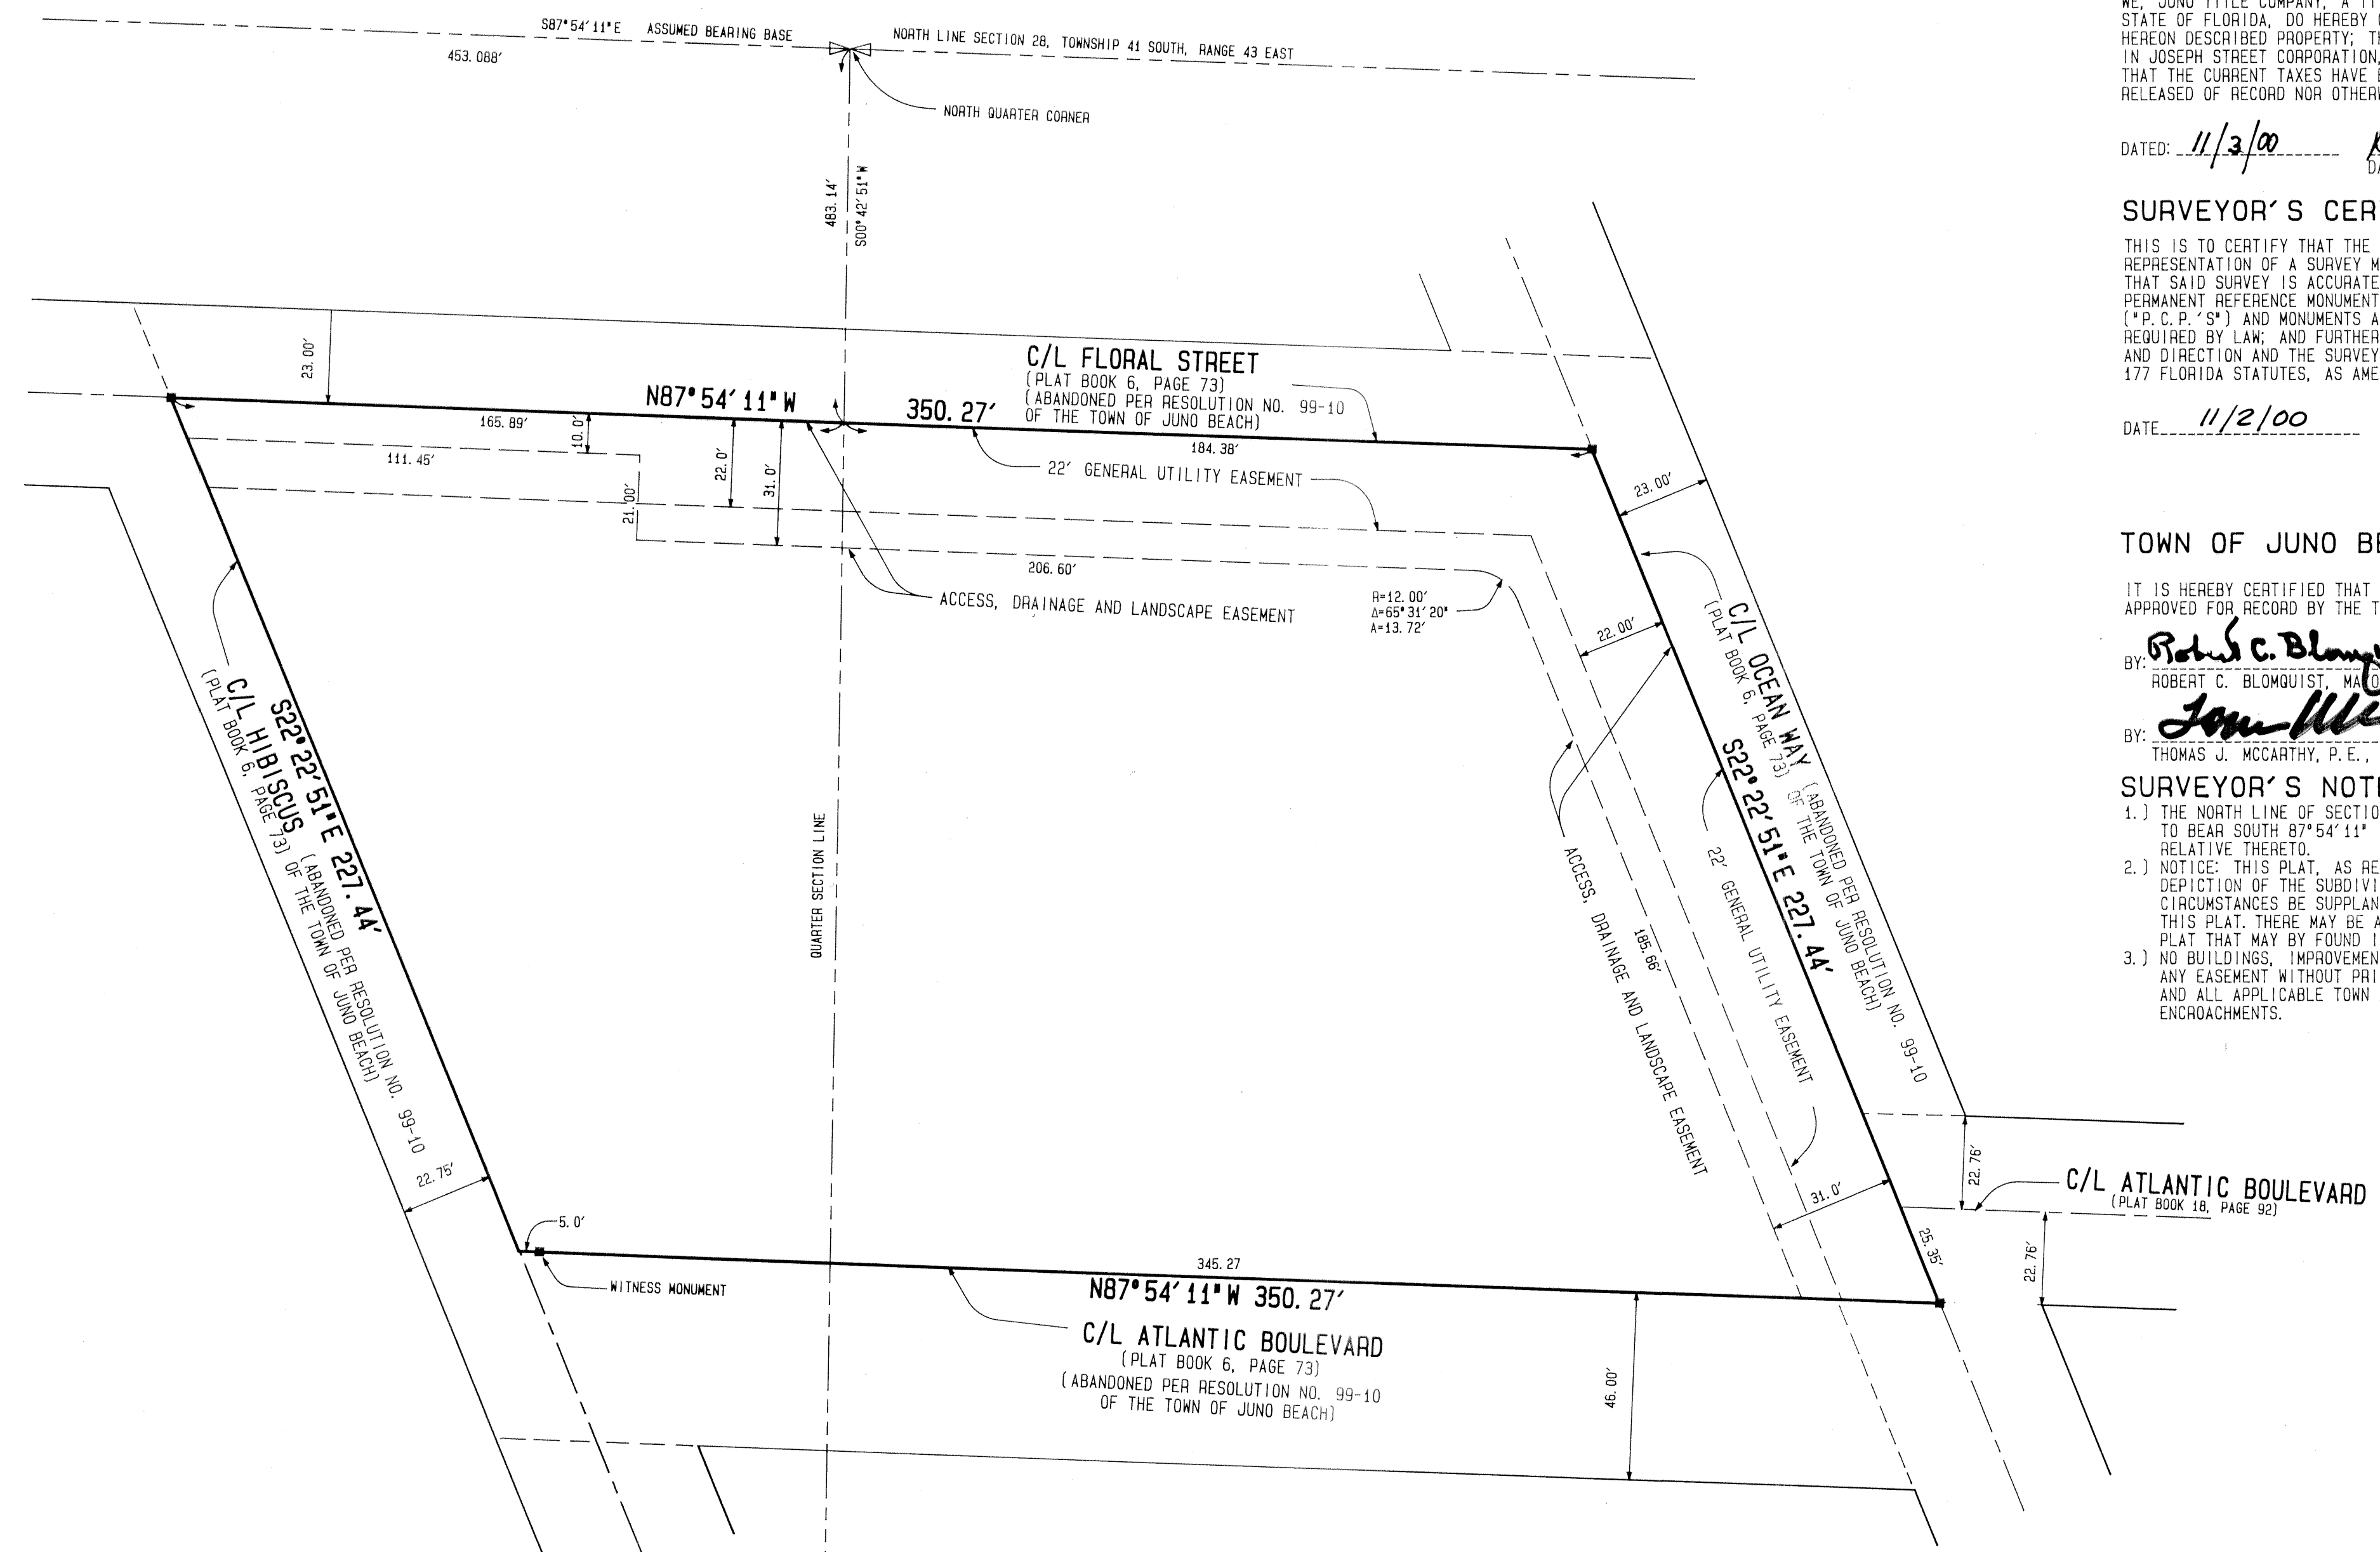 S87°54′11"E ASSUMED BEARING BASE
453.088′
NORTH LINE SECTION 28, TOWNSHIP 41 SOUTH, RANGE 43 EAST
NORTH QUARTER CORNER
483.14′
S00°42′51"W
23.00′
C/L FLORAL STREET
(PLAT BOOK 6, PAGE 73)
(ABANDONED PER RESOLUTION NO. 99-10
OF THE TOWN OF JUNO BEACH)
N87°54′11"W 350.27′
165.89′
10.0′
184.38′
111.45′
22.0′
31.0′
21.00′
22′ GENERAL UTILITY EASEMENT
23.00′
206.60′
ACCESS, DRAINAGE AND LANDSCAPE EASEMENT
R=12.00′
Δ=65°31′20"
A=13.72′
22.00′
C/L OCEAN WAY
(PLAT BOOK 6, PAGE 73)
(ABANDONED PER RESOLUTION NO. 99-10
OF THE TOWN OF JUNO BEACH)
S22°22′51"E 227.44′
S22°22′51"E 227.44′
C/L HIBISCUS
(PLAT BOOK 6, PAGE 73)
(ABANDONED PER RESOLUTION NO. 99-10
OF THE TOWN OF JUNO BEACH)
QUARTER SECTION LINE
ACCESS, DRAINAGE AND LANDSCAPE EASEMENT
185.66′
22′ GENERAL UTILITY EASEMENT
22.75′
31.0′
22.76′
C/L ATLANTIC BOULEVARD
(PLAT BOOK 18, PAGE 92)
25.35′
22.76′
5.0′
WITNESS MONUMENT
345.27
N87°54′11"W 350.27′
C/L ATLANTIC BOULEVARD
(PLAT BOOK 6, PAGE 73)
(ABANDONED PER RESOLUTION NO. 99-10
OF THE TOWN OF JUNO BEACH)
46.00′
WE, JUNO TITLE COMPANY, A
STATE OF FLORIDA, DO HEREBY
HEREON DESCRIBED PROPERTY;
IN JOSEPH STREET CORPORATION,
THAT THE CURRENT TAXES HAVE
RELEASED OF RECORD NOR
DATED: 11/3/00
SURVEYOR′S CER
THIS IS TO CERTIFY THAT THE
REPRESENTATION OF A SURVEY M
THAT SAID SURVEY IS ACCURATE
PERMANENT REFERENCE MONUMENT
("P.C.P.′S") AND MONUMENTS A
REQUIRED BY LAW; AND FURTHER
AND DIRECTION AND THE SURVEY
177 FLORIDA STATUTES, AS AME
DATE 11/2/00
TOWN OF JUNO BE
IT IS HEREBY CERTIFIED THAT
APPROVED FOR RECORD BY THE T
BY: Robert C. Blomqu
ROBERT C. BLOMQUIST, MAYO
BY:
THOMAS J. MCCARTHY, P.E.,
SURVEYOR′S NOTE
1.) THE NORTH LINE OF SECTIO
TO BEAR SOUTH 87°54′11"
RELATIVE THERETO.
2.) NOTICE: THIS PLAT, AS RE
DEPICTION OF THE SUBDIVI
CIRCUMSTANCES BE SUPPLAN
THIS PLAT. THERE MAY BE A
PLAT THAT MAY BY FOUND I
3.) NO BUILDINGS, IMPROVEMEN
ANY EASEMENT WITHOUT PRI
AND ALL APPLICABLE TOWN
ENCROACHMENTS.